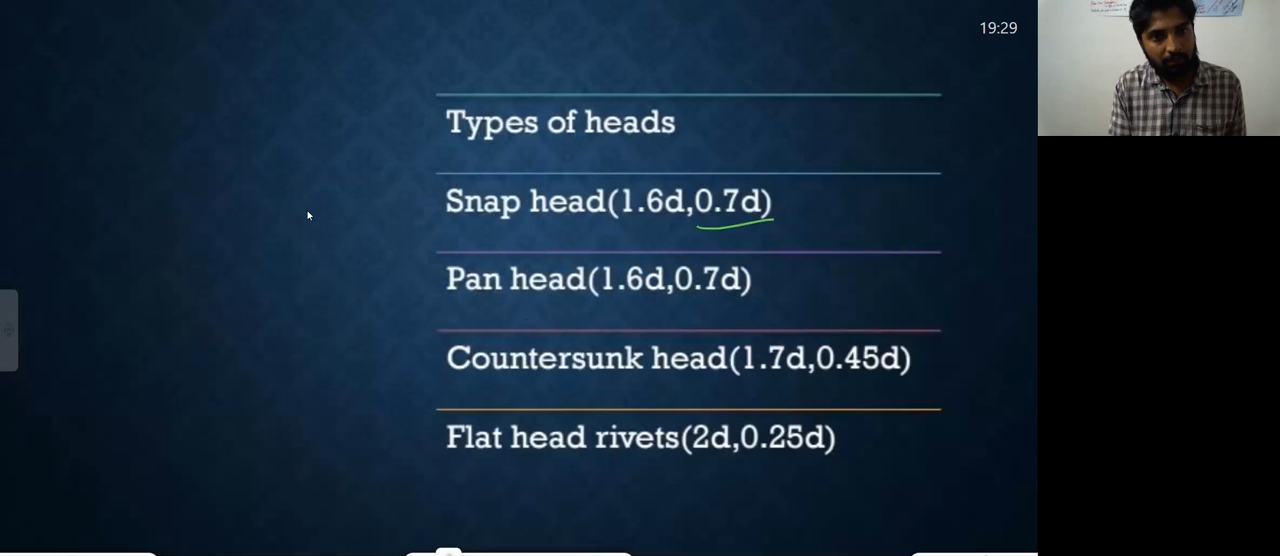 19:29
Types of heads
Snap head(1.6d,0.7d)
Pan head(1.6d,0.7d)
Countersunk head(1.7d,0.45d)
Flat head rivets(2d,0.25d)